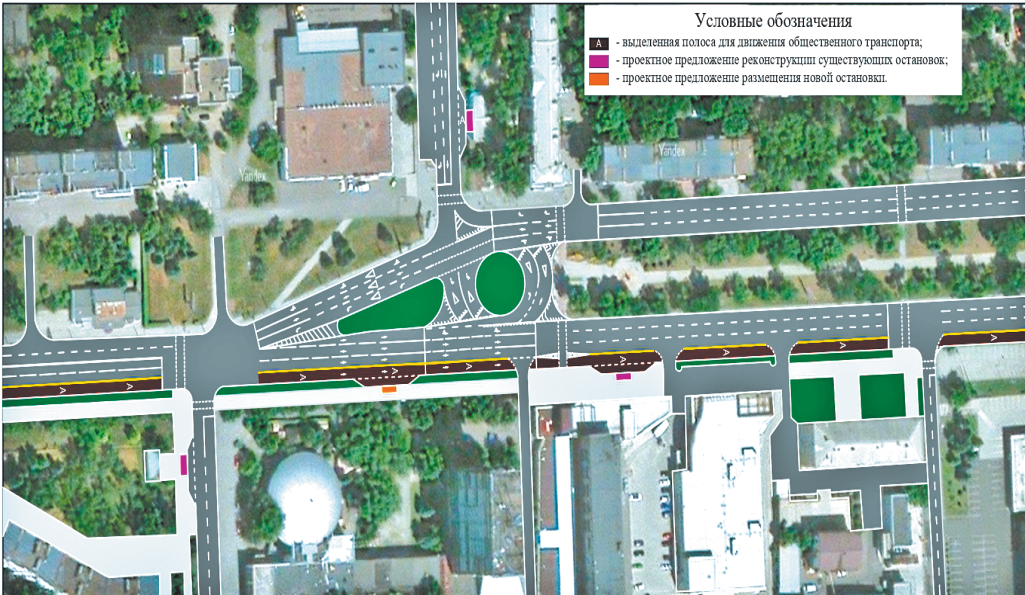 Условные обозначения
А - выделенная полоса для движения общественного транспорта;
- проектное предложение реконструкции существующих остановок;
- проектное предложение размещения новой остановки.
А
Yandex
Yandex
А
А
А
А
А
А
А
А